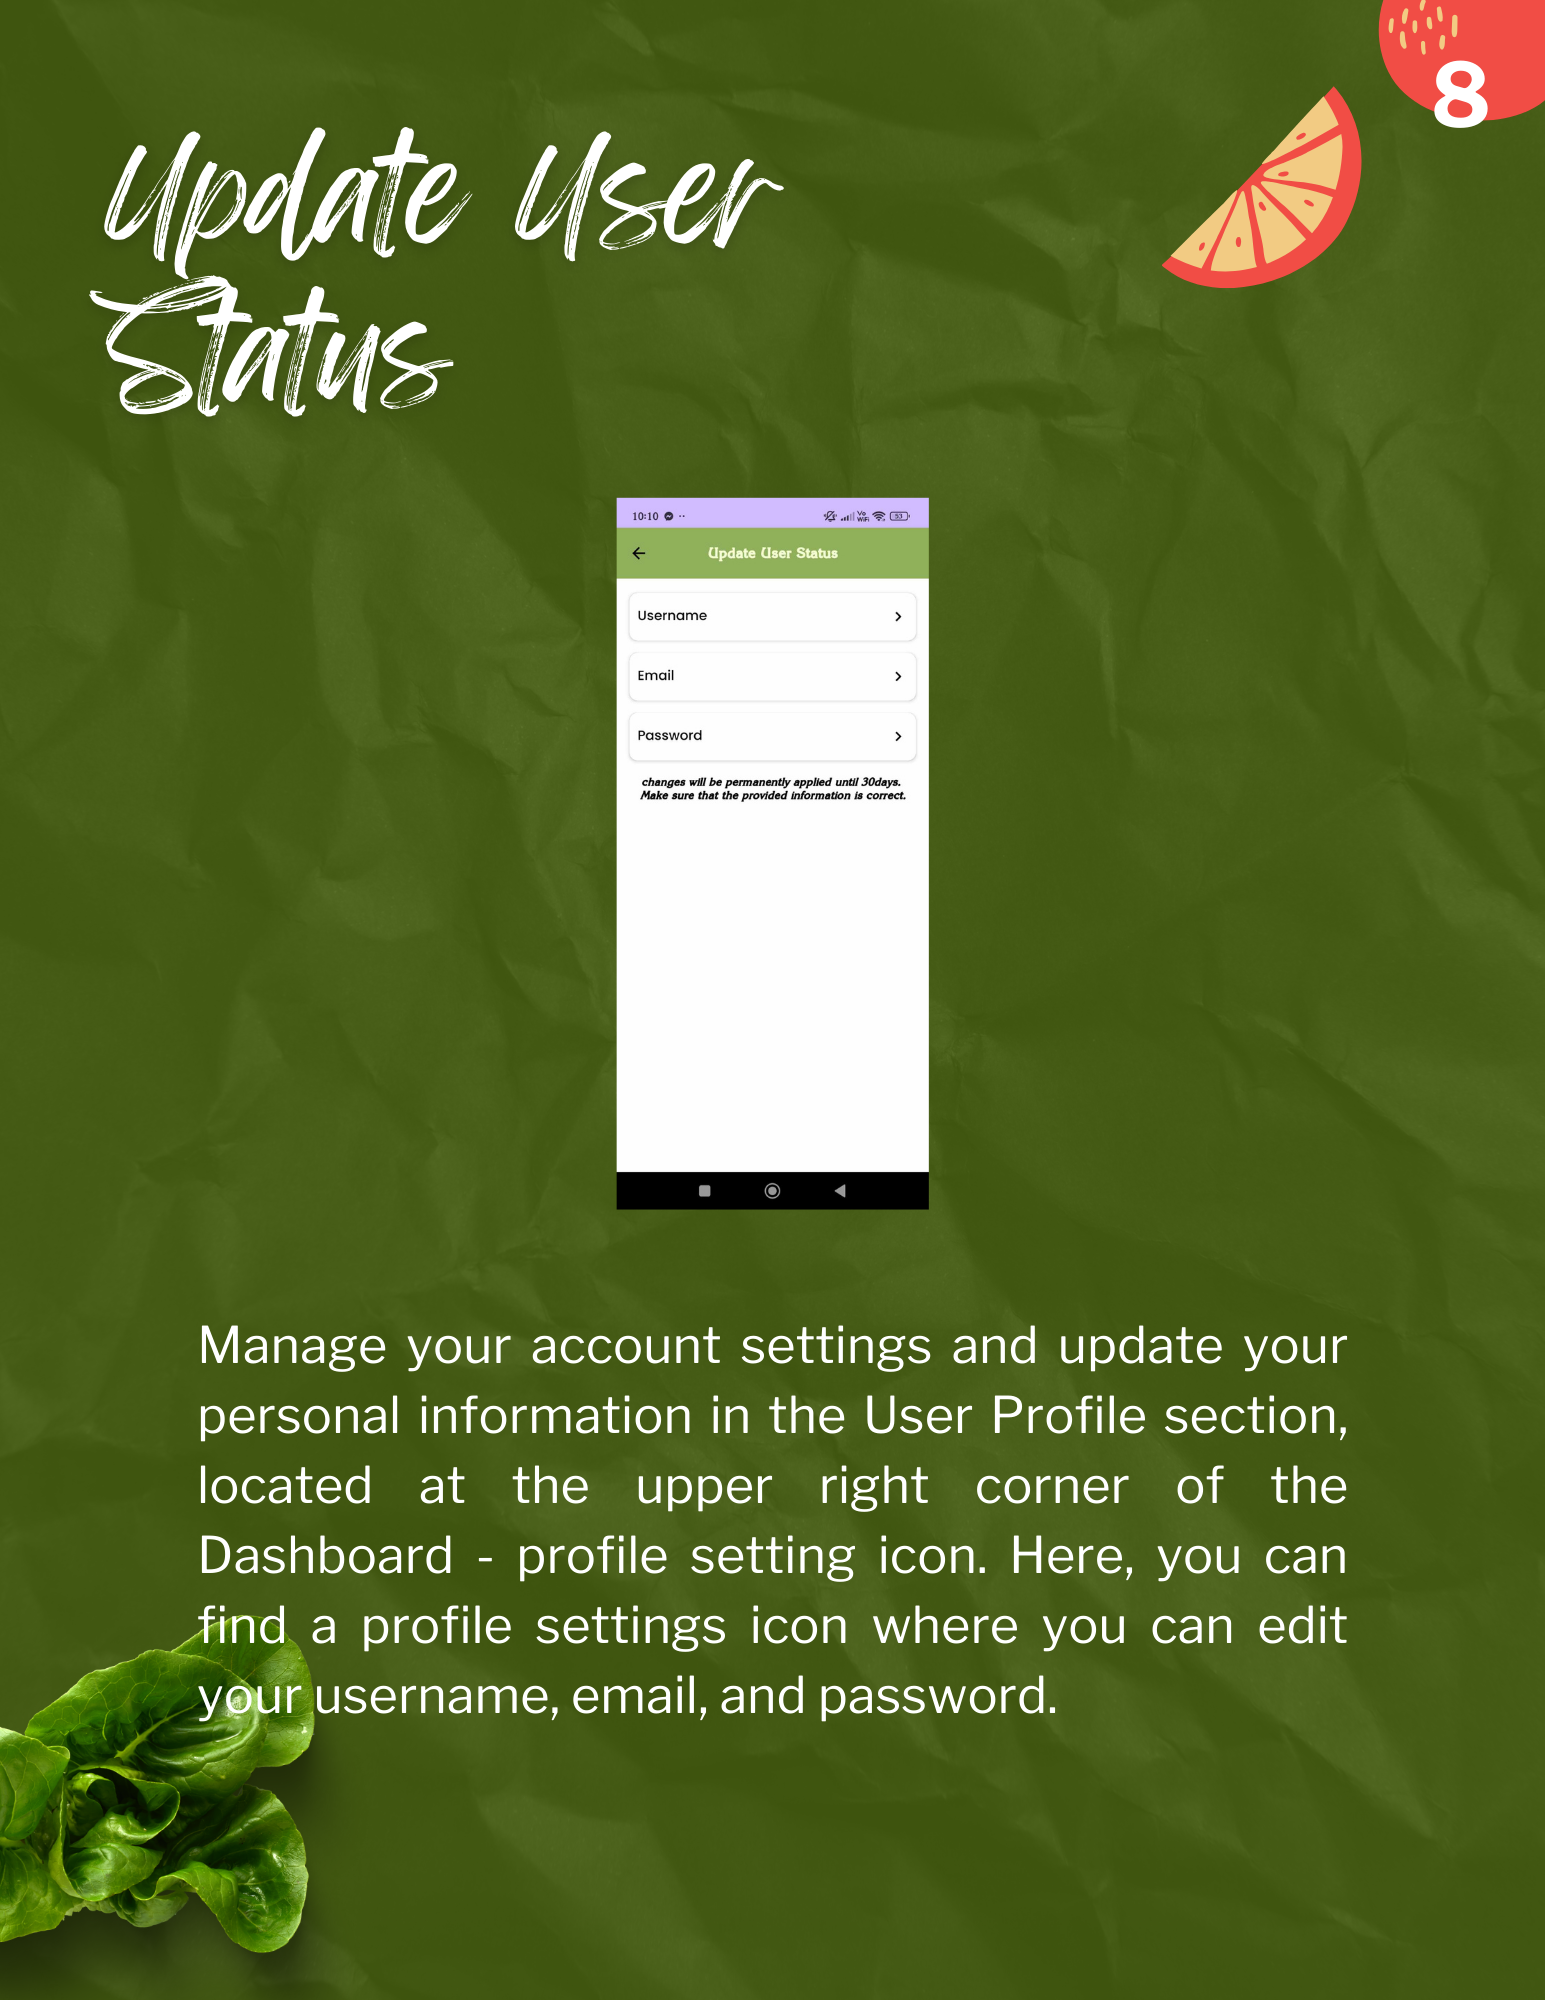 8
Update User
Status
10:10
Vo
WiFi
53
Update User Status
Username
Email
Password
changes will be permanently applied until 30days.
Make sure that the provided information is correct.
Manage your account settings and update your
personal information in the User Profile section,
located at the upper right corner of the
Dashboard - profile setting icon. Here, you can
find a profile settings icon where you can edit
your username, email, and password.